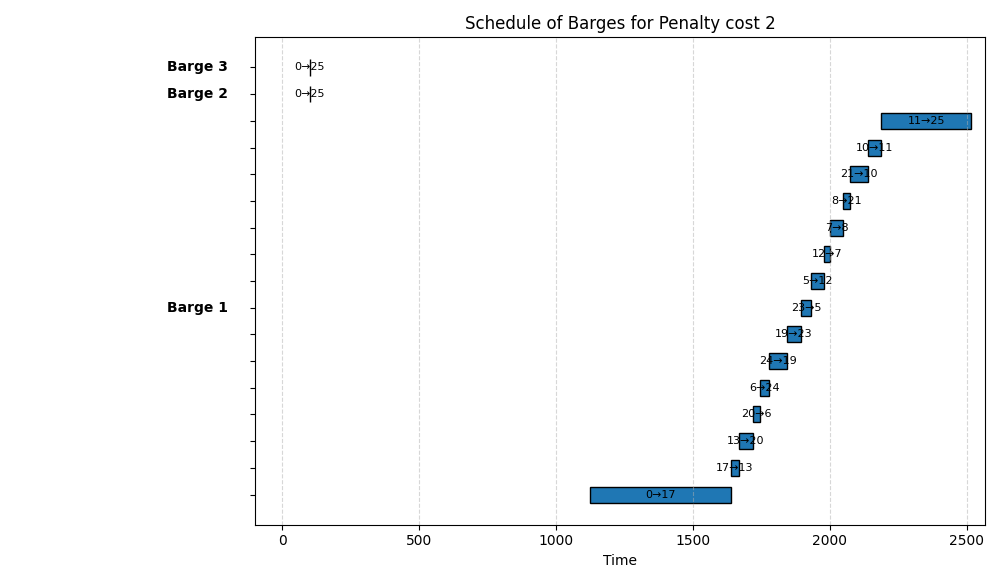 Schedule of Barges for Penalty cost 2
Barge 3
0→25
Barge 2
0→25
11→25
10→11
21→10
8→21
7→8
12→7
5→12
Barge 1
23→5
19→23
24→19
6→24
20→6
13→20
17→13
0→17
0 500 1000 1500 2000 2500
Time